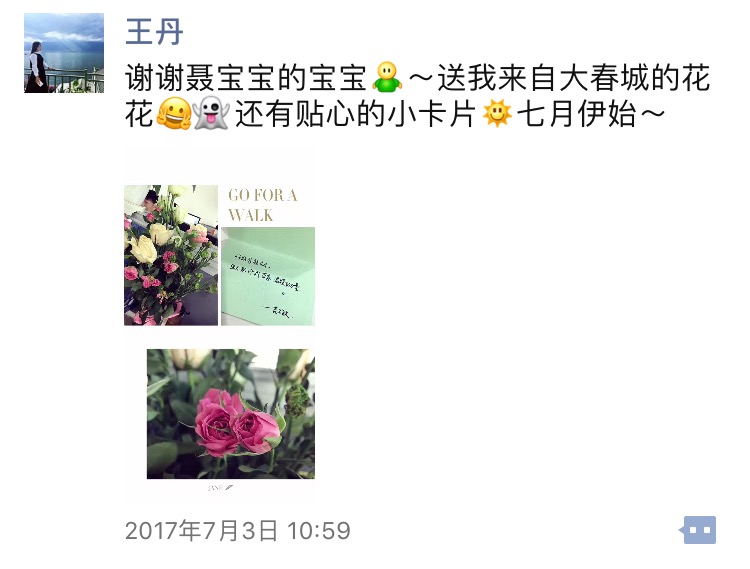 王丹
谢谢聂宝宝的宝宝～送我来自大春城的花
花🤗👻还有贴心的小卡片🌞七月伊始～
GO FOR A
WALK
JANE
2017年7月3日 10:59